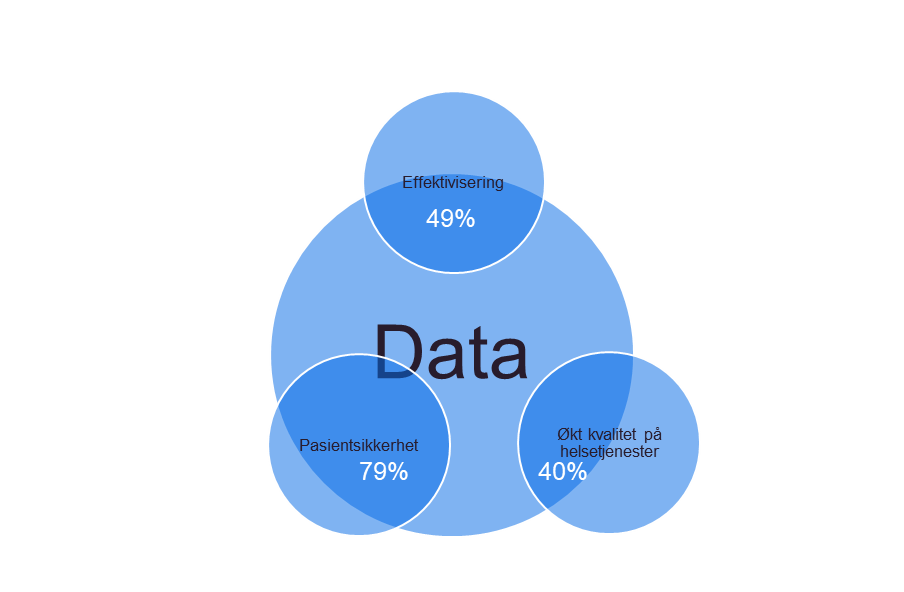 Effektivisering
49%
Data
Pasientsikkerhet
79%
Økt kvalitet på
helsetjenester
40%